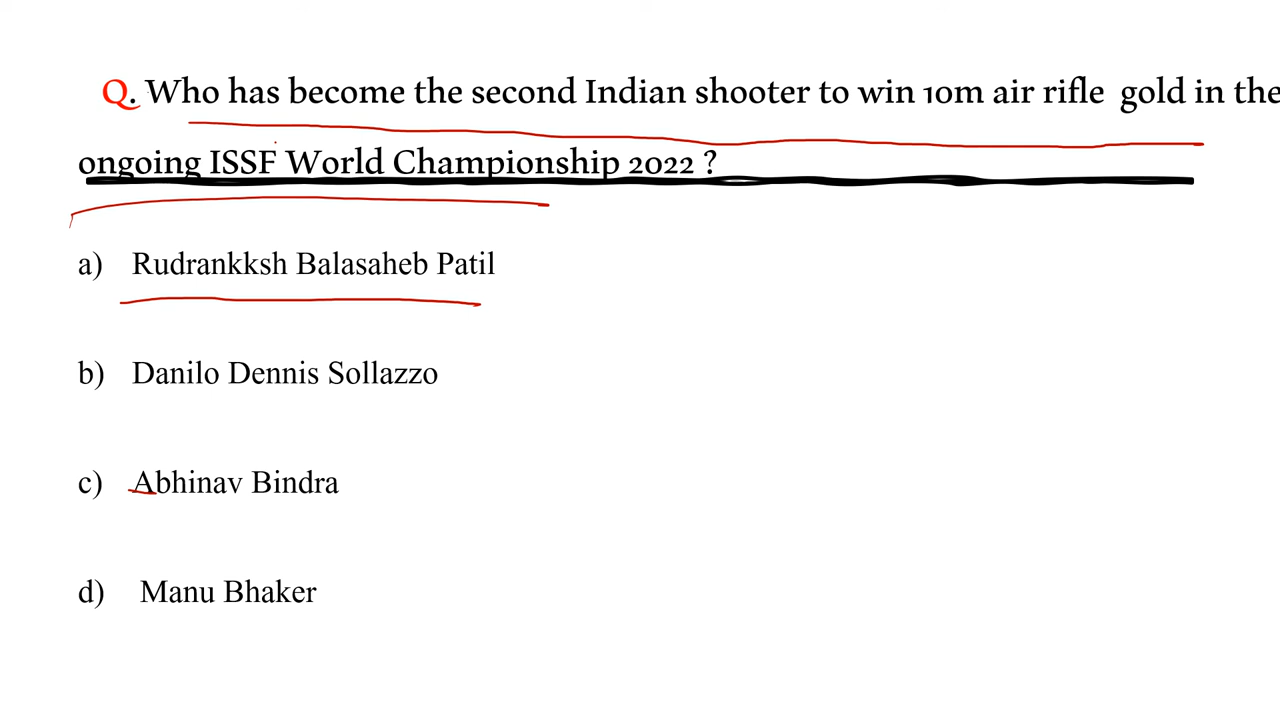 Q. Who has become the second Indian shooter to win 10m air rifle gold in the
ongoing ISSF World Championship 2022 ?
a) Rudrankksh Balasaheb Patil
b) Danilo Dennis Sollazzo
c) Abhinav Bindra
d) Manu Bhaker